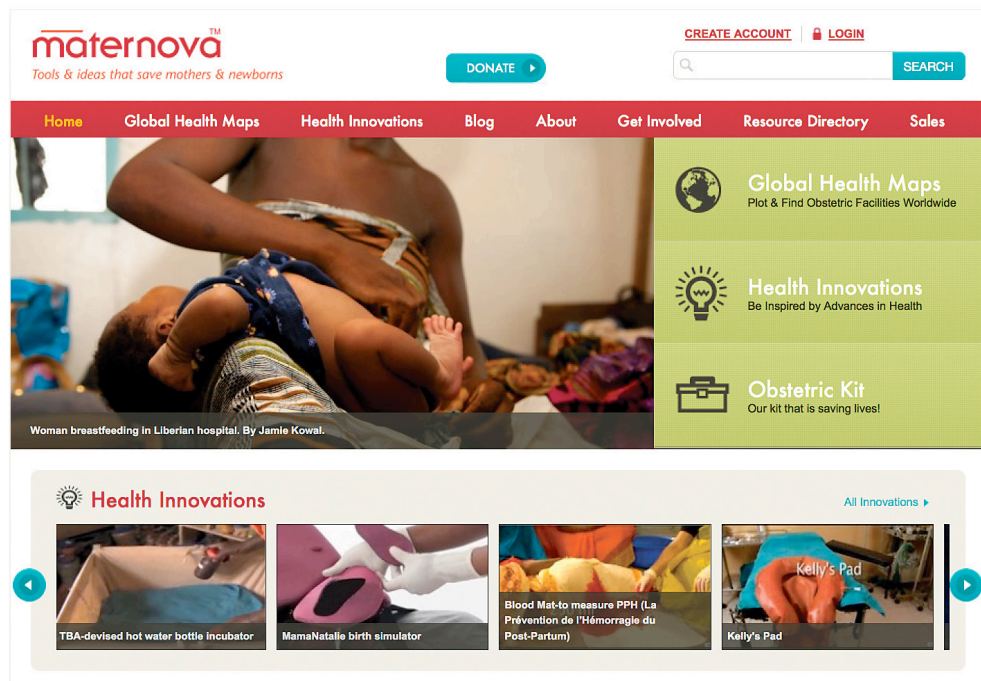 maternova™
Tools & ideas that save mothers & newborns
DONATE
CREATE ACCOUNT
LOGIN
SEARCH
Home
Global Health Maps
Health Innovations
Blog
About
Get Involved
Resource Directory
Sales
Global Health Maps
Plot & Find Obstetric Facilities Worldwide
Health Innovations
Be Inspired by Advances in Health
Obstetric Kit
Our kit that is saving lives!
Woman breastfeeding in Liberian hospital. By Jamie Kowal.
Health Innovations
All Innovations
TBA-devised hot water bottle incubator
MamaNatalie birth simulator
Blood Mat-to measure PPH (La
Prévention de l'Hémorragie du
Post-Partum)
Kelly's Pad
Kelly's Pad